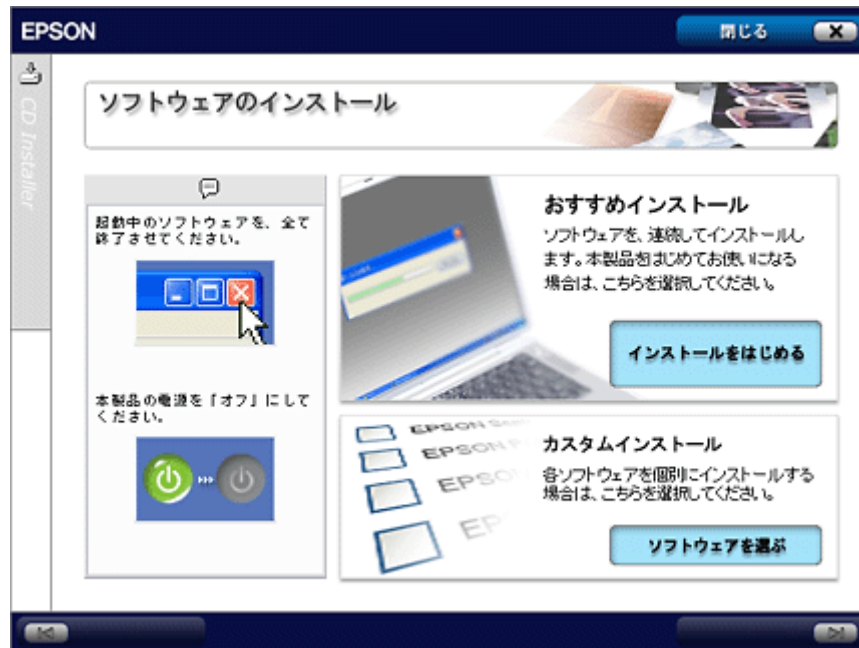 EPSON
閉じる
CD Installer
ソフトウェアのインストール
起動中のソフトウェアを、全て
終了させてください。
本製品の電源を「オフ」にして
ください。
おすすめインストール
ソフトウェアを、連続してインストールし
ます。本製品をはじめてお使いになる
場合は、こちらを選択してください。
インストールをはじめる
EPSON
EPSON
EPSO
EP
カスタムインストール
各ソフトウェアを個別にインストールする
場合は、こちらを選択してください。
ソフトウェアを選ぶ